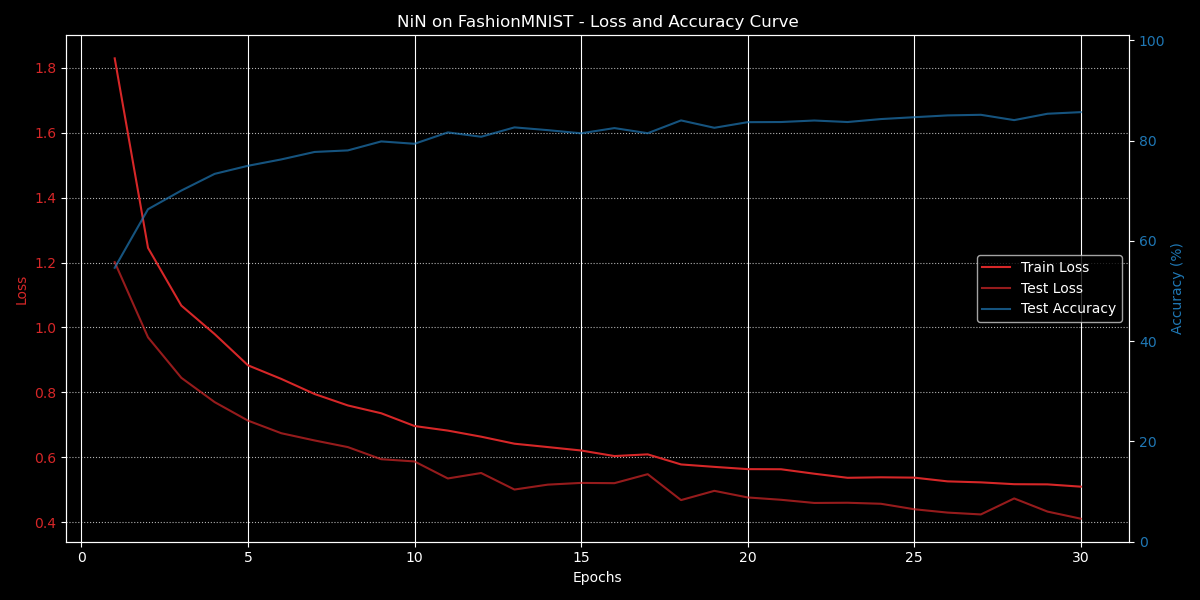 NiN on FashionMNIST - Loss and Accuracy Curve
Loss
1.8
1.6
1.4
1.2
1.0
0.8
0.6
0.4
100
80
60
40
20
0
Accuracy (%)
Train Loss
Test Loss
Test Accuracy
0 5 10 15 20 25 30
Epochs